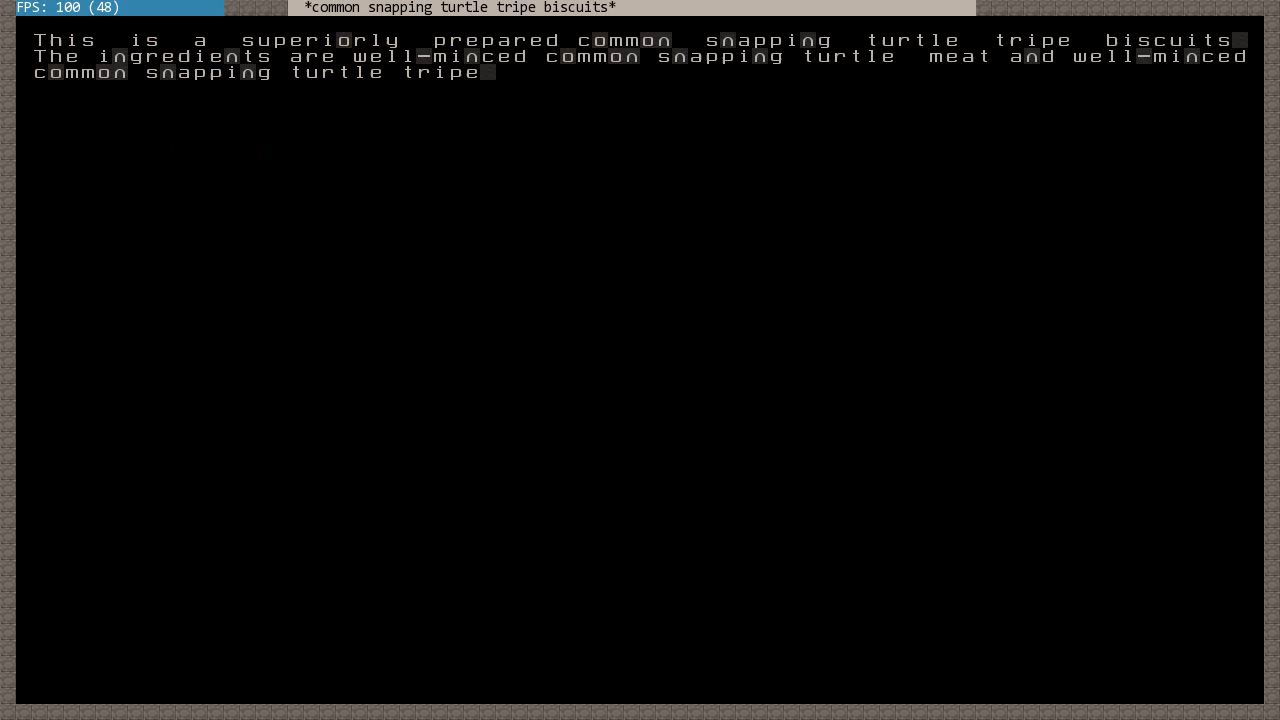 FPS: 100 (48)
*common snapping turtle tripe biscuits*
This is a superiorly prepared common snapping turtle tripe biscuits
The ingredients are well-minced common snapping turtle meat and well-minced
common snapping turtle tripe